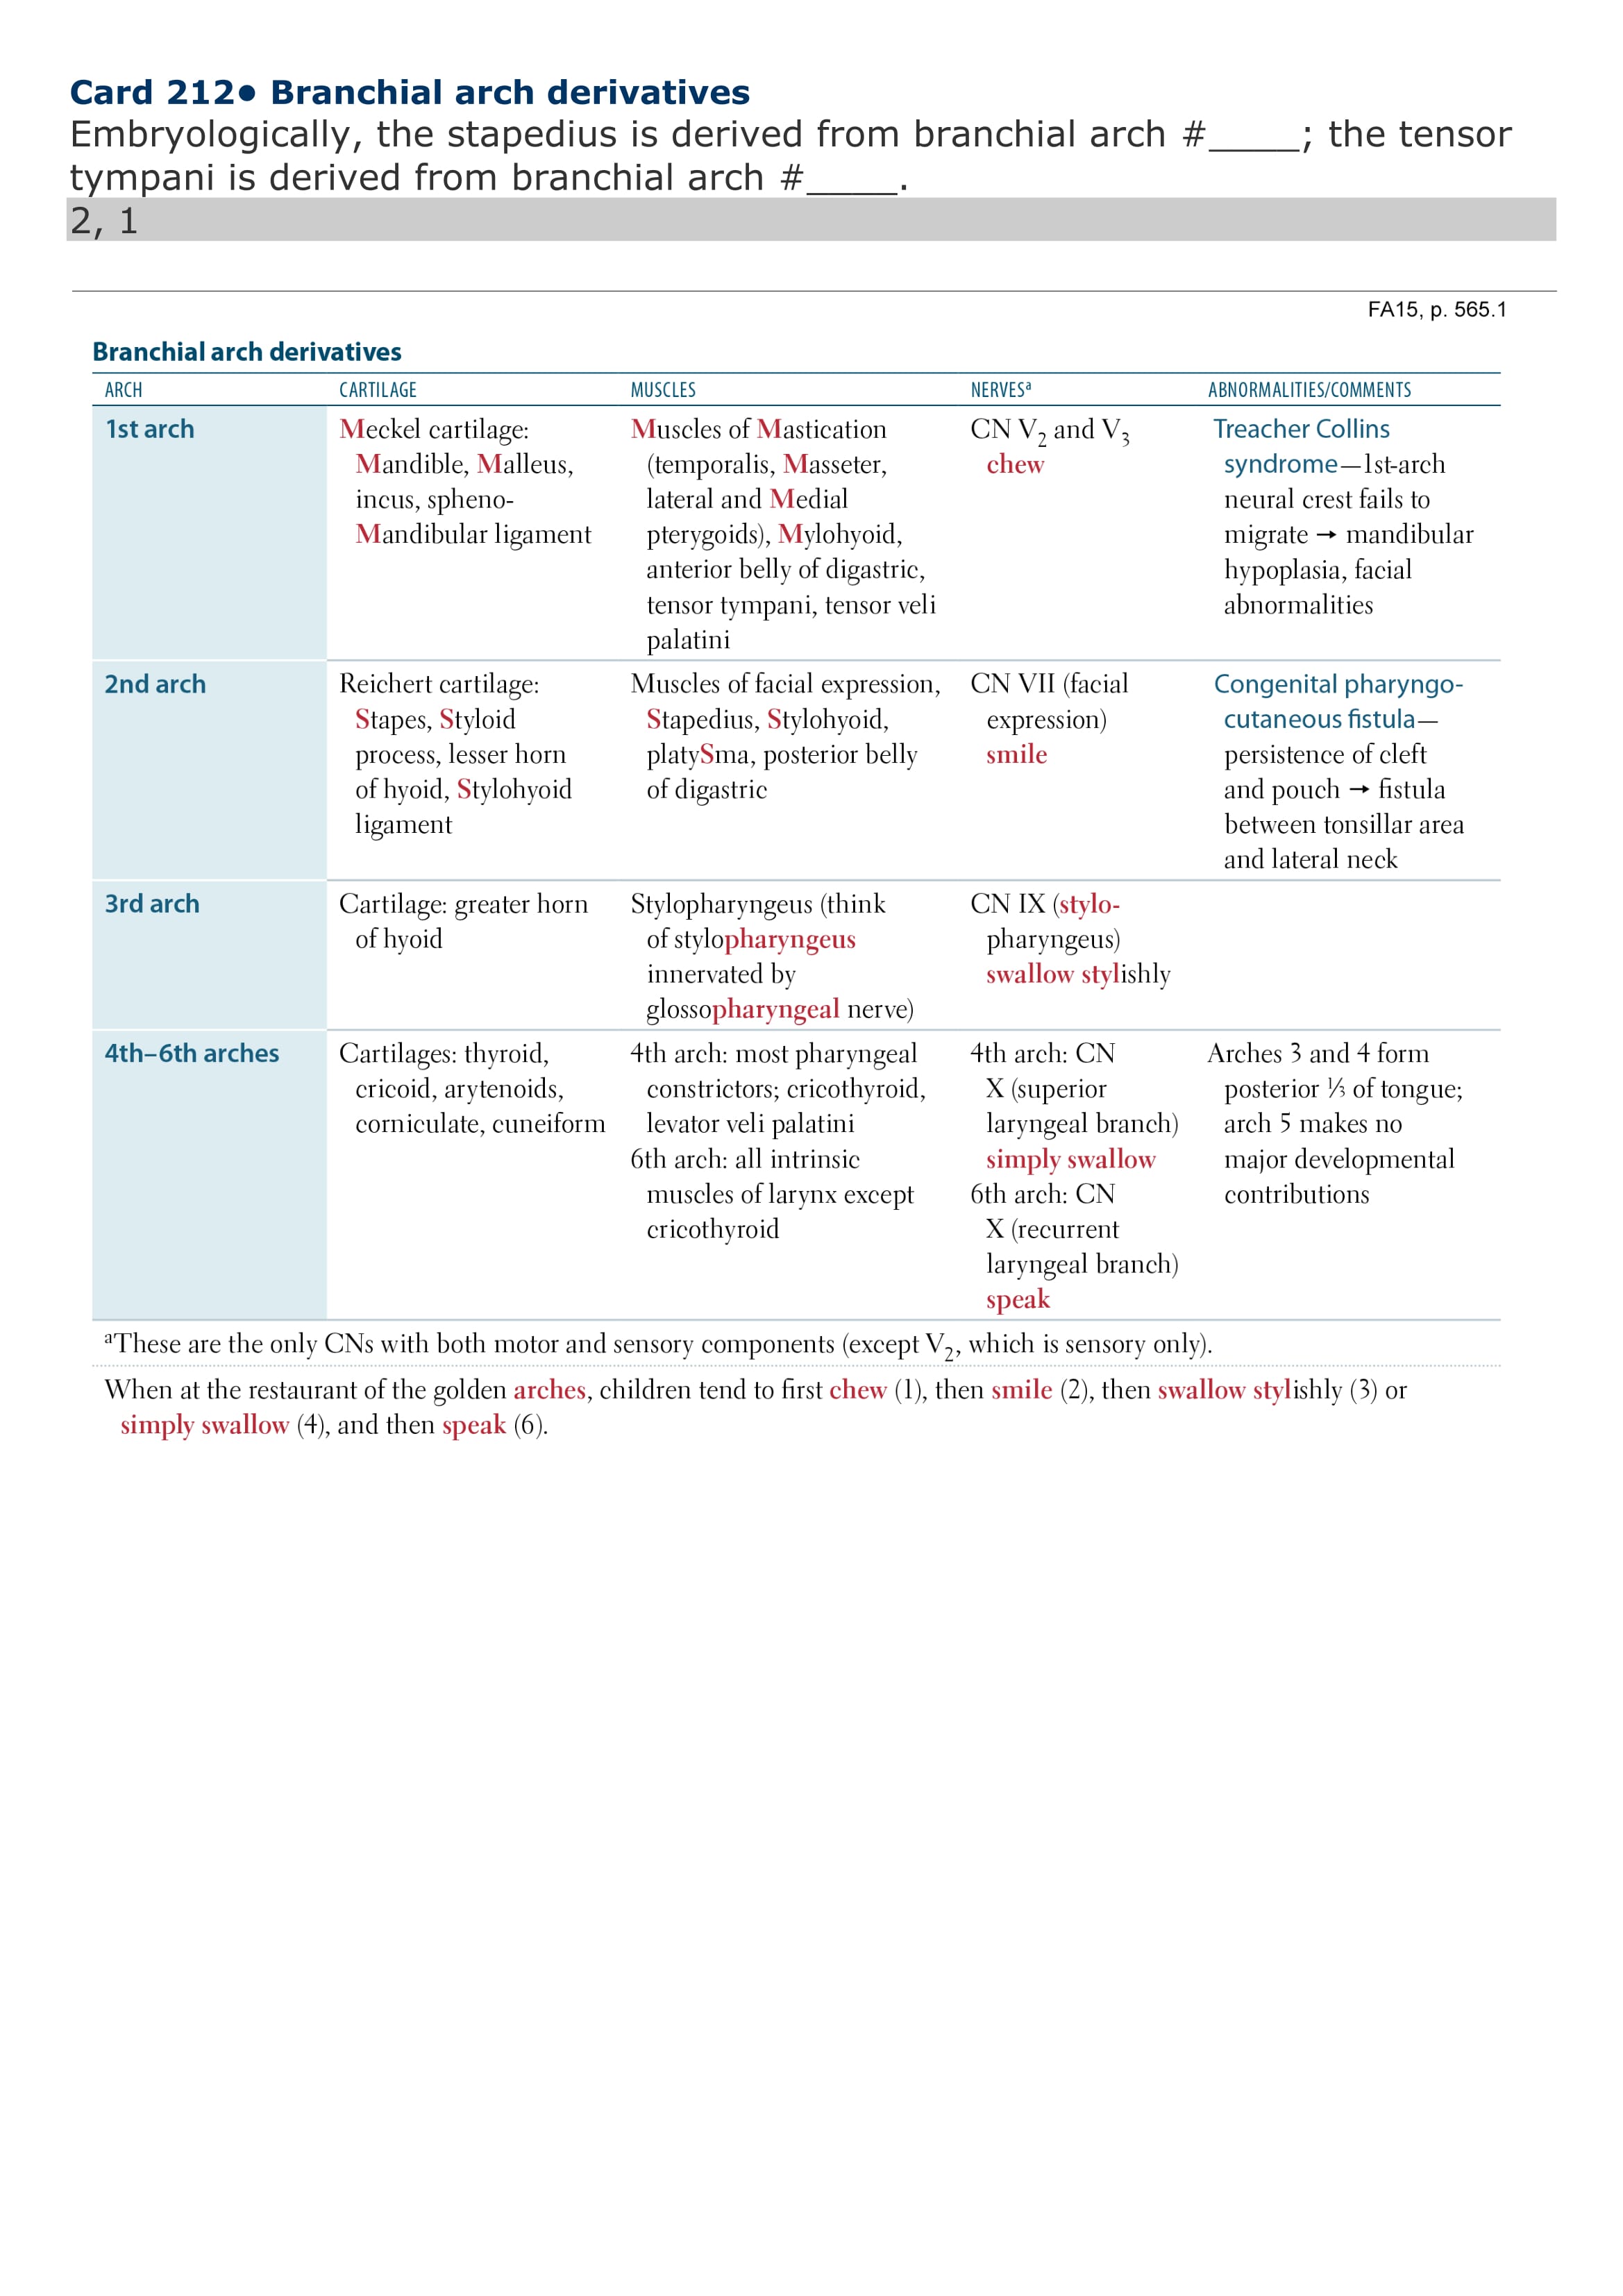 Card 212• Branchial arch derivatives
Embryologically, the stapedius is derived from branchial arch #____; the tensor
tympani is derived from branchial arch #____.
2, 1
FA15, p. 565.1
Branchial arch derivatives
ARCH CARTILAGE MUSCLES NERVESᵃ ABNORMALITIES/COMMENTS
1st arch
Meckel cartilage:
Mandible, Malleus,
incus, spheno-
Mandibular ligament
Muscles of Mastication
(temporalis, Masseter,
lateral and Medial
pterygoids), Mylohyoid,
anterior belly of digastric,
tensor tympani, tensor veli
palatini
CN V₂ and V₃
chew
Treacher Collins
syndrome—1st-arch
neural crest fails to
migrate → mandibular
hypoplasia, facial
abnormalities
2nd arch
Reichert cartilage:
Stapes, Styloid
process, lesser horn
of hyoid, Stylohyoid
ligament
Muscles of facial expression,
Stapedius, Stylohyoid,
platySma, posterior belly
of digastric
CN VII (facial
expression)
smile
Congenital pharyngo-
cutaneous fistula—
persistence of cleft
and pouch → fistula
between tonsillar area
and lateral neck
3rd arch
Cartilage: greater horn
of hyoid
Stylopharyngeus (think
of stylopharyngeus
innervated by
glossopharyngeal nerve)
CN IX (stylo-
pharyngeus)
swallow stylishly
4th–6th arches
Cartilages: thyroid,
cricoid, arytenoids,
corniculate, cuneiform
4th arch: most pharyngeal
constrictors; cricothyroid,
levator veli palatini
6th arch: all intrinsic
muscles of larynx except
cricothyroid
4th arch: CN
X (superior
laryngeal branch)
simply swallow
6th arch: CN
X (recurrent
laryngeal branch)
speak
Arches 3 and 4 form
posterior ⅓ of tongue;
arch 5 makes no
major developmental
contributions
ᵃThese are the only CNs with both motor and sensory components (except V₂, which is sensory only).
When at the restaurant of the golden arches, children tend to first chew (1), then smile (2), then swallow stylishly (3) or
simply swallow (4), and then speak (6).